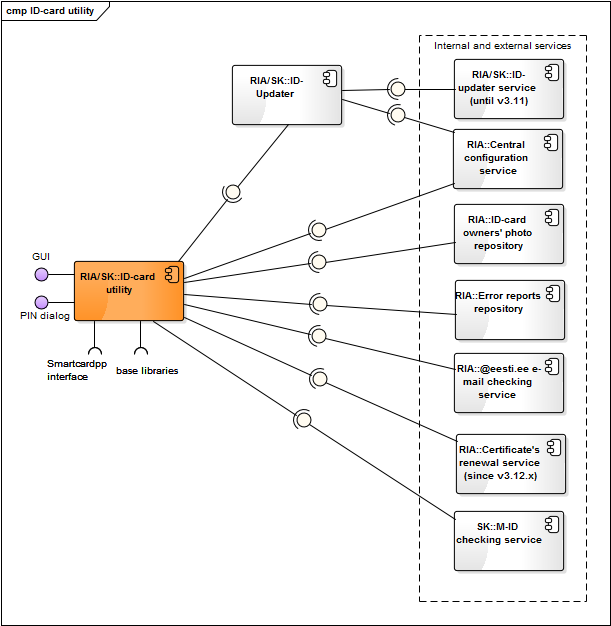 cmp ID-card utility
Internal and external services
RIA/SK::ID-
Updater
RIA/SK::ID-
updater service
(until v3.11)
RIA::Central
configuration
service
RIA::ID-card
owners' photo
repository
GUI
RIA/SK::ID-card
utility
PIN dialog
RIA::Error reports
repository
Smartcardpp
interface
base libraries
RIA::@eesti.ee e-
mail checking
service
RIA::Certificate's
renewal service
(since v3.12.x)
SK::M-ID
checking service